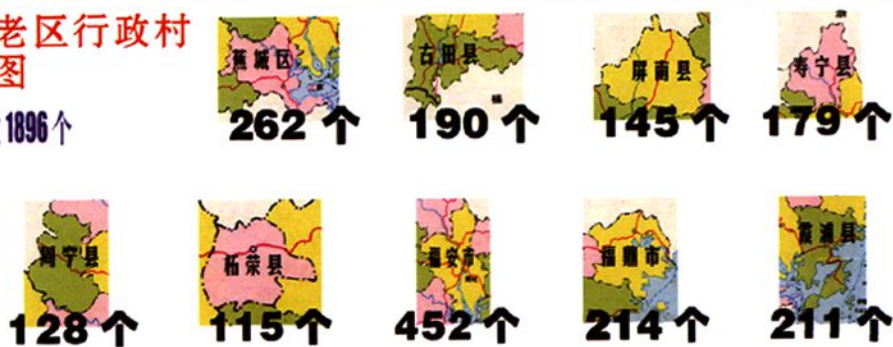 老区行政村
图
1896个
蕉城区
古田县
屏南县
寿宁县
262个
190个
145个
179个
周宁县
柘荣县
福安市
福鼎市
霞浦县
128个
115个
452个
214个
211个